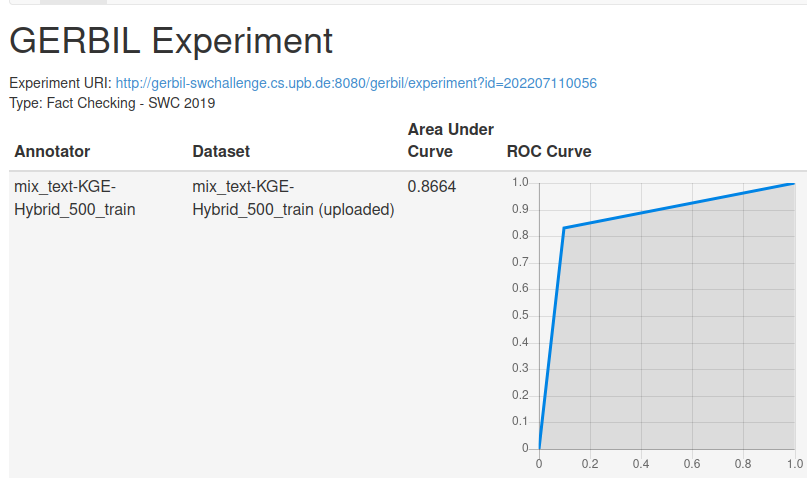 GERBIL Experiment
Experiment URI: http://gerbil-swchallenge.cs.upb.de:8080/gerbil/experiment?id=202207110056
Type: Fact Checking - SWC 2019
Annotator
Dataset
Area Under
Curve
ROC Curve
mix_text-KGE-
Hybrid_500_train
mix_text-KGE-
Hybrid_500_train (uploaded)
0.8664
1.0
0.9
0.8
0.7
0.6
0.5
0.4
0.3
0.2
0.1
0
0 0.2 0.4 0.6 0.8 1.0